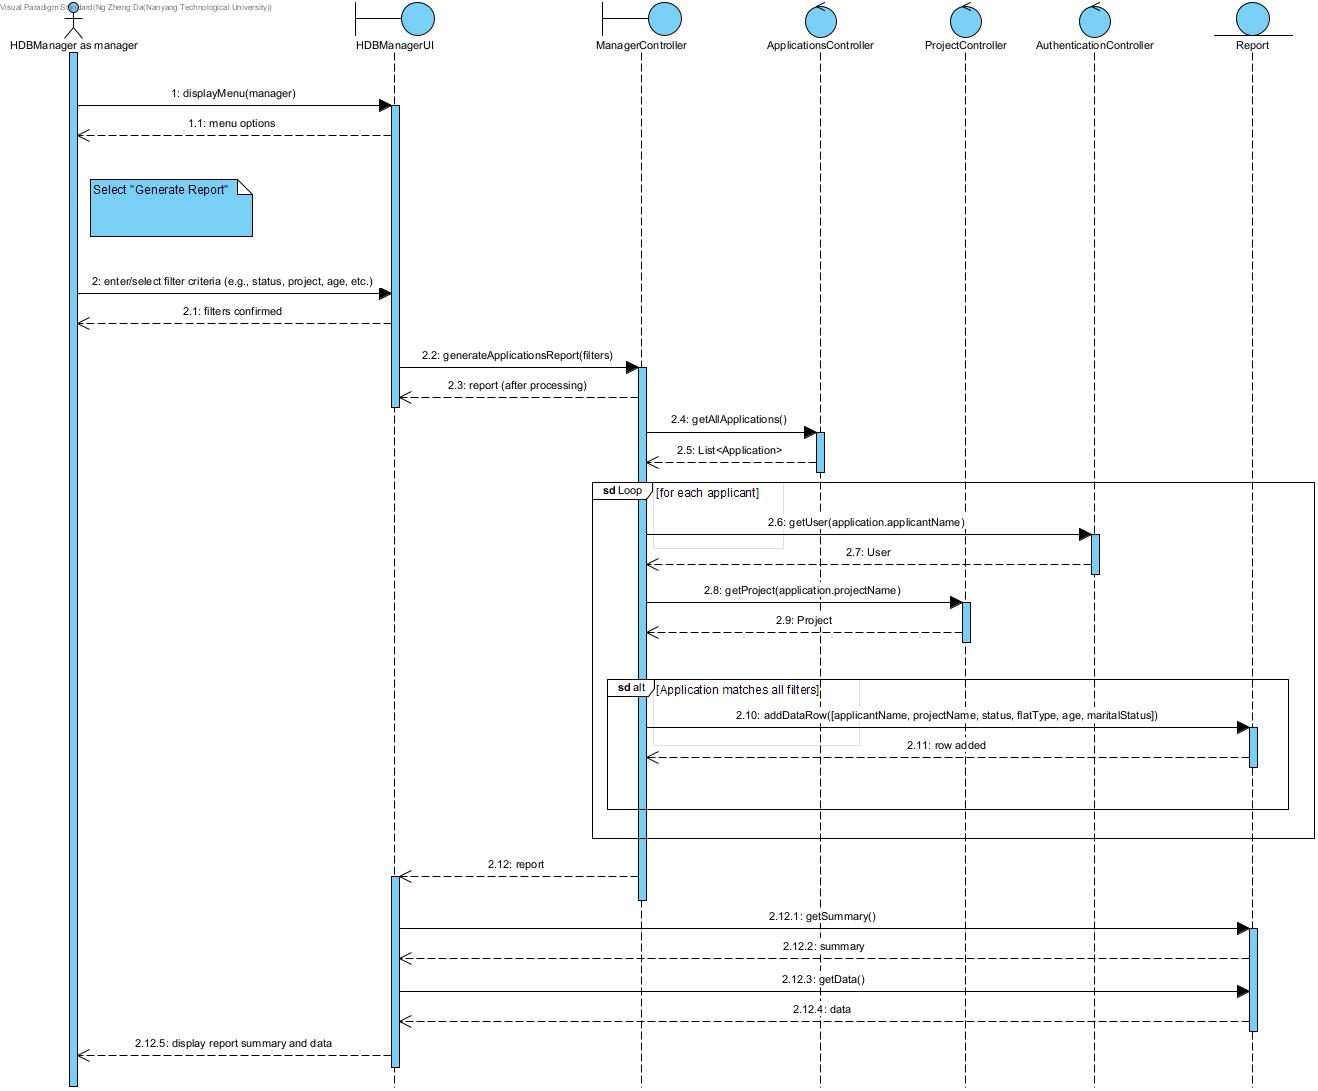 Visual Paradigm Standard(Ng Zheng Da(Nanyang Technological University))
HDBManager as manager
HDBManagerUI
ManagerController
ApplicationsController
ProjectController
AuthenticationController
Report
1: displayMenu(manager)
1.1: menu options
Select "Generate Report"
2: enter/select filter criteria (e.g., status, project, age, etc.)
2.1: filters confirmed
2.2: generateApplicationsReport(filters)
2.3: report (after processing)
2.4: getAllApplications()
2.5: List<Application>
sd Loop
[for each applicant]
2.6: getUser(application.applicantName)
2.7: User
2.8: getProject(application.projectName)
2.9: Project
sd alt
[Application matches all filters]
2.10: addDataRow([applicantName, projectName, status, flatType, age, maritalStatus])
2.11: row added
2.12: report
2.12.1: getSummary()
2.12.2: summary
2.12.3: getData()
2.12.4: data
2.12.5: display report summary and data